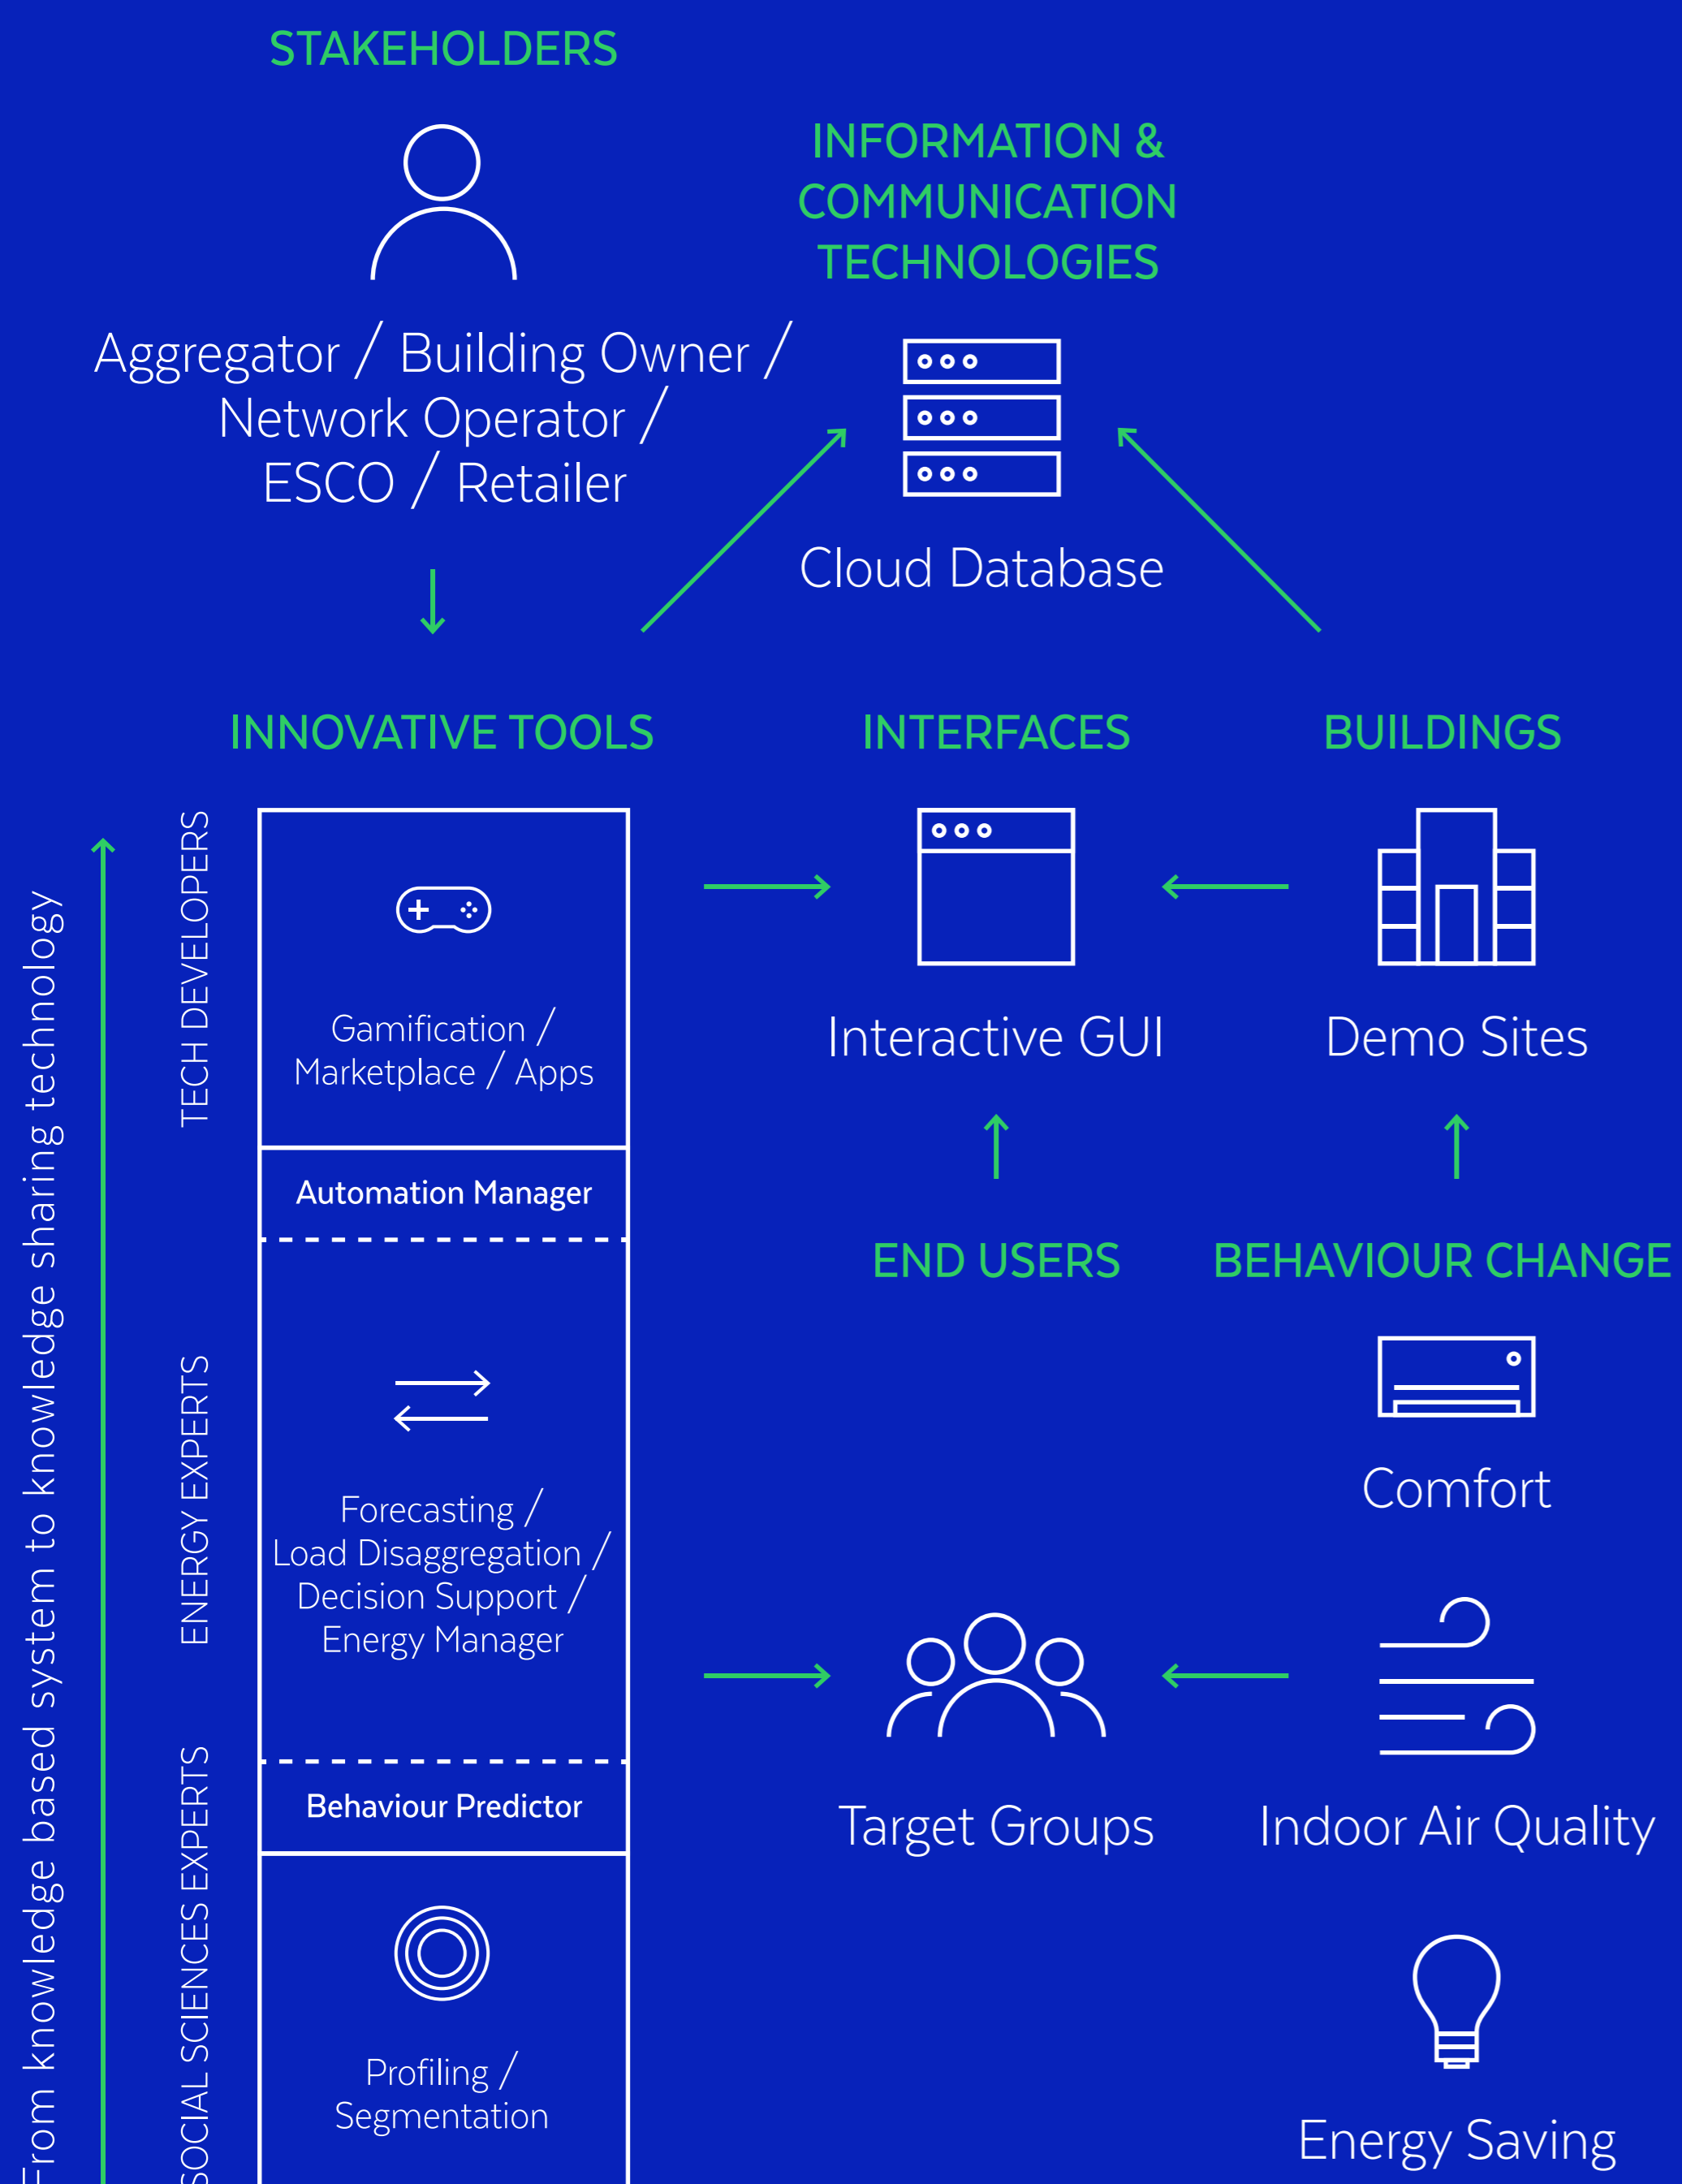 STAKEHOLDERS
Aggregator / Building Owner /
Network Operator /
ESCO / Retailer
INFORMATION &
COMMUNICATION
TECHNOLOGIES
Cloud Database
INNOVATIVE TOOLS
INTERFACES
BUILDINGS
From knowledge based system to knowledge sharing technology
TECH DEVELOPERS
Gamification /
Marketplace / Apps
Interactive GUI
Demo Sites
Automation Manager
END USERS
BEHAVIOUR CHANGE
ENERGY EXPERTS
Forecasting /
Load Disaggregation /
Decision Support /
Energy Manager
Comfort
Target Groups
Indoor Air Quality
Behaviour Predictor
SOCIAL SCIENCES EXPERTS
Profiling /
Segmentation
Energy Saving